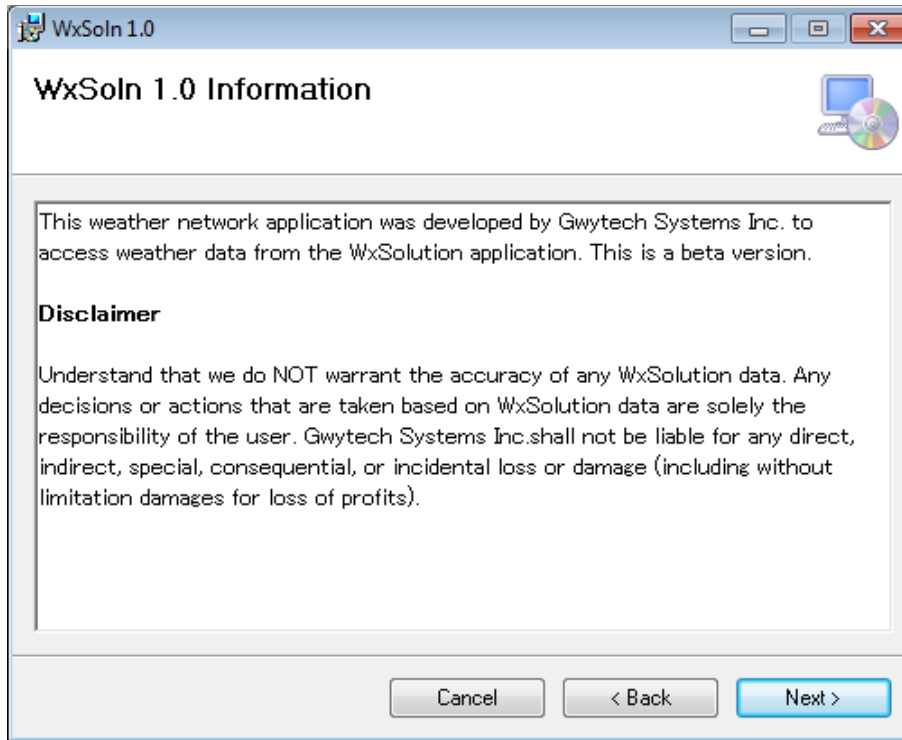 WxSoln 1.0
WxSoln 1.0 Information
This weather network application was developed by Gwytech Systems Inc. to
access weather data from the WxSolution application. This is a beta version.
Disclaimer
Understand that we do NOT warrant the accuracy of any WxSolution data. Any
decisions or actions that are taken based on WxSolution data are solely the
responsibility of the user. Gwytech Systems Inc.shall not be liable for any direct,
indirect, special, consequential, or incidental loss or damage (including without
limitation damages for loss of profits).
Cancel
< Back
Next >